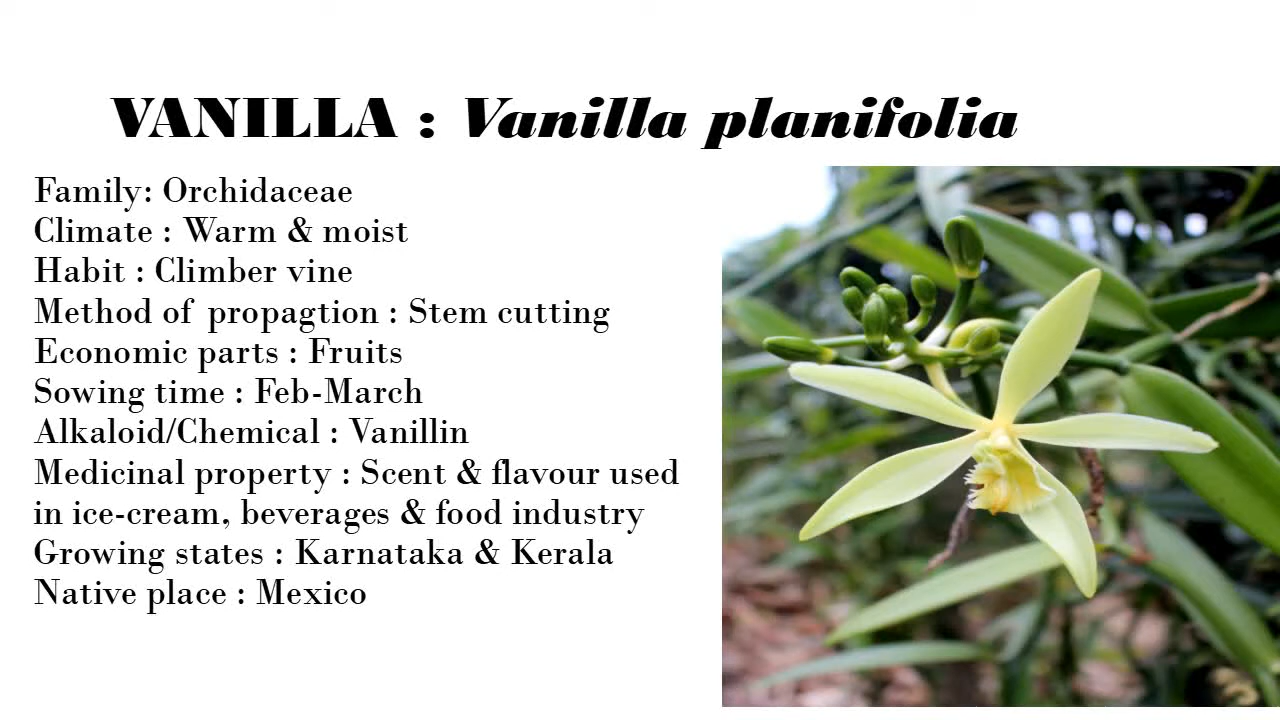 VANILLA : Vanilla planifolia
Family: Orchidaceae
Climate : Warm & moist
Habit : Climber vine
Method of propagtion : Stem cutting
Economic parts : Fruits
Sowing time : Feb-March
Alkaloid/Chemical : Vanillin
Medicinal property : Scent & flavour used
in ice-cream, beverages & food industry
Growing states : Karnataka & Kerala
Native place : Mexico